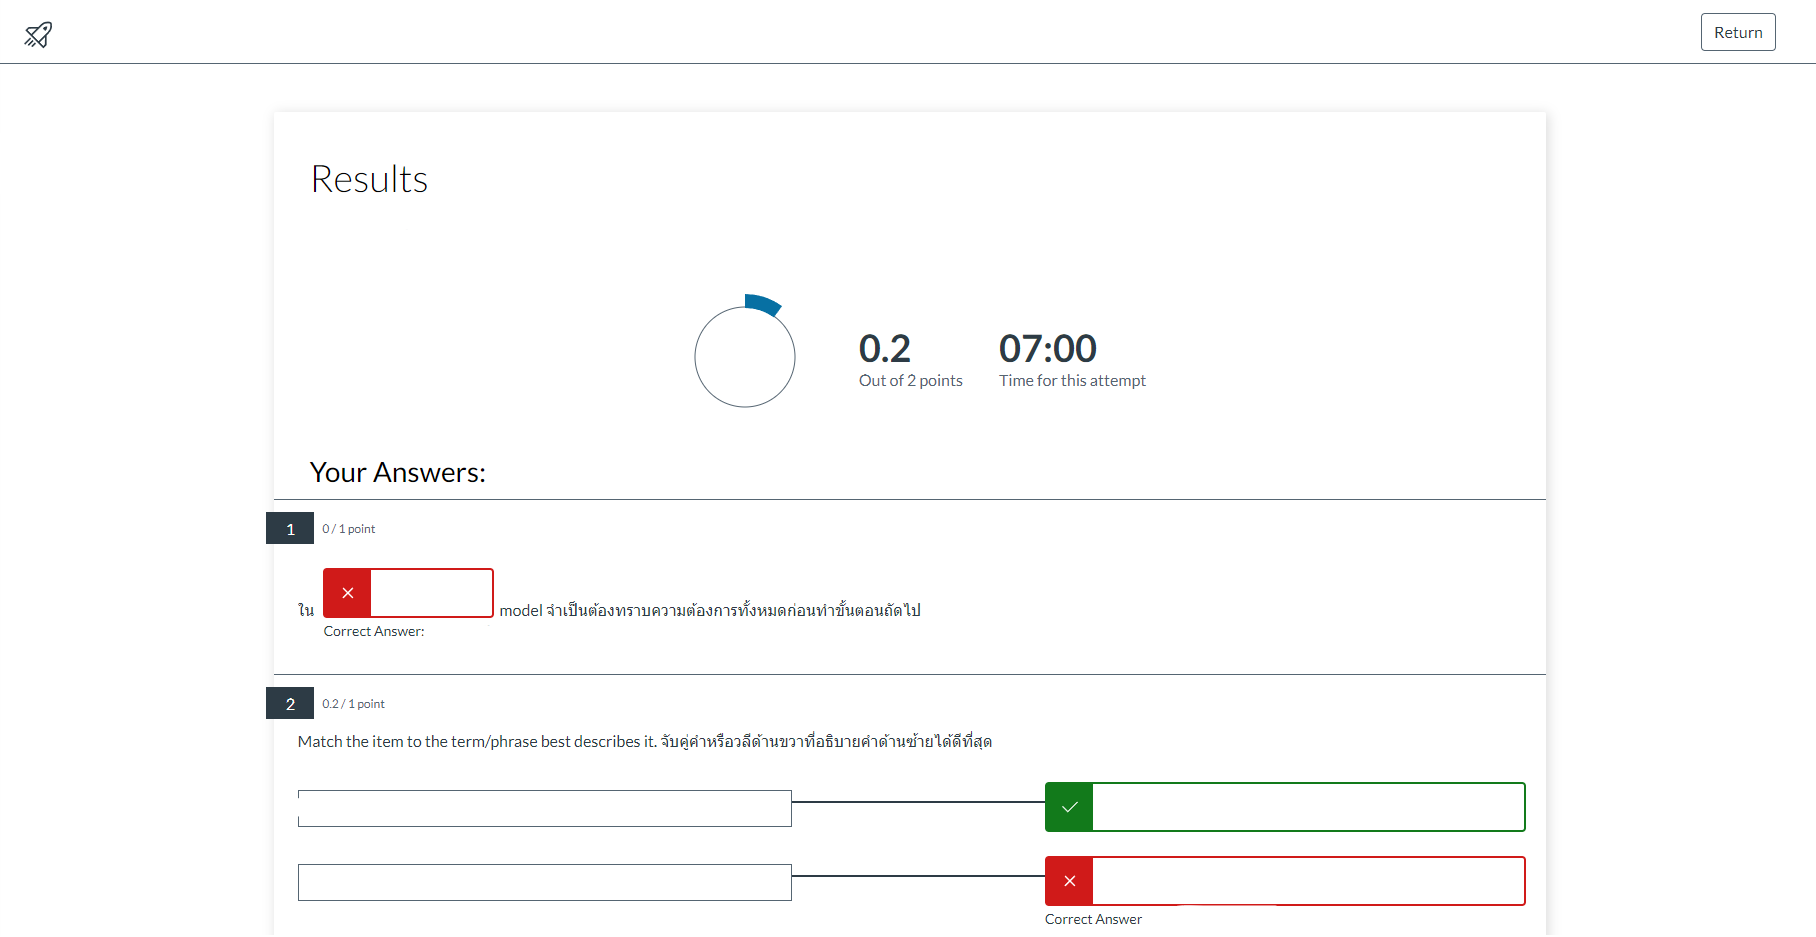 Return
Results
0.2
Out of 2 points
07:00
Time for this attempt
Your Answers:
1
0 / 1 point
ใน
model จำเป็นต้องทราบความต้องการทั้งหมดก่อนทำขั้นตอนถัดไป
Correct Answer:
2
0.2 / 1 point
Match the item to the term/phrase best describes it. จับคู่คำหรือวลีด้านขวาที่อธิบายคำด้านซ้ายได้ดีที่สุด
Correct Answer